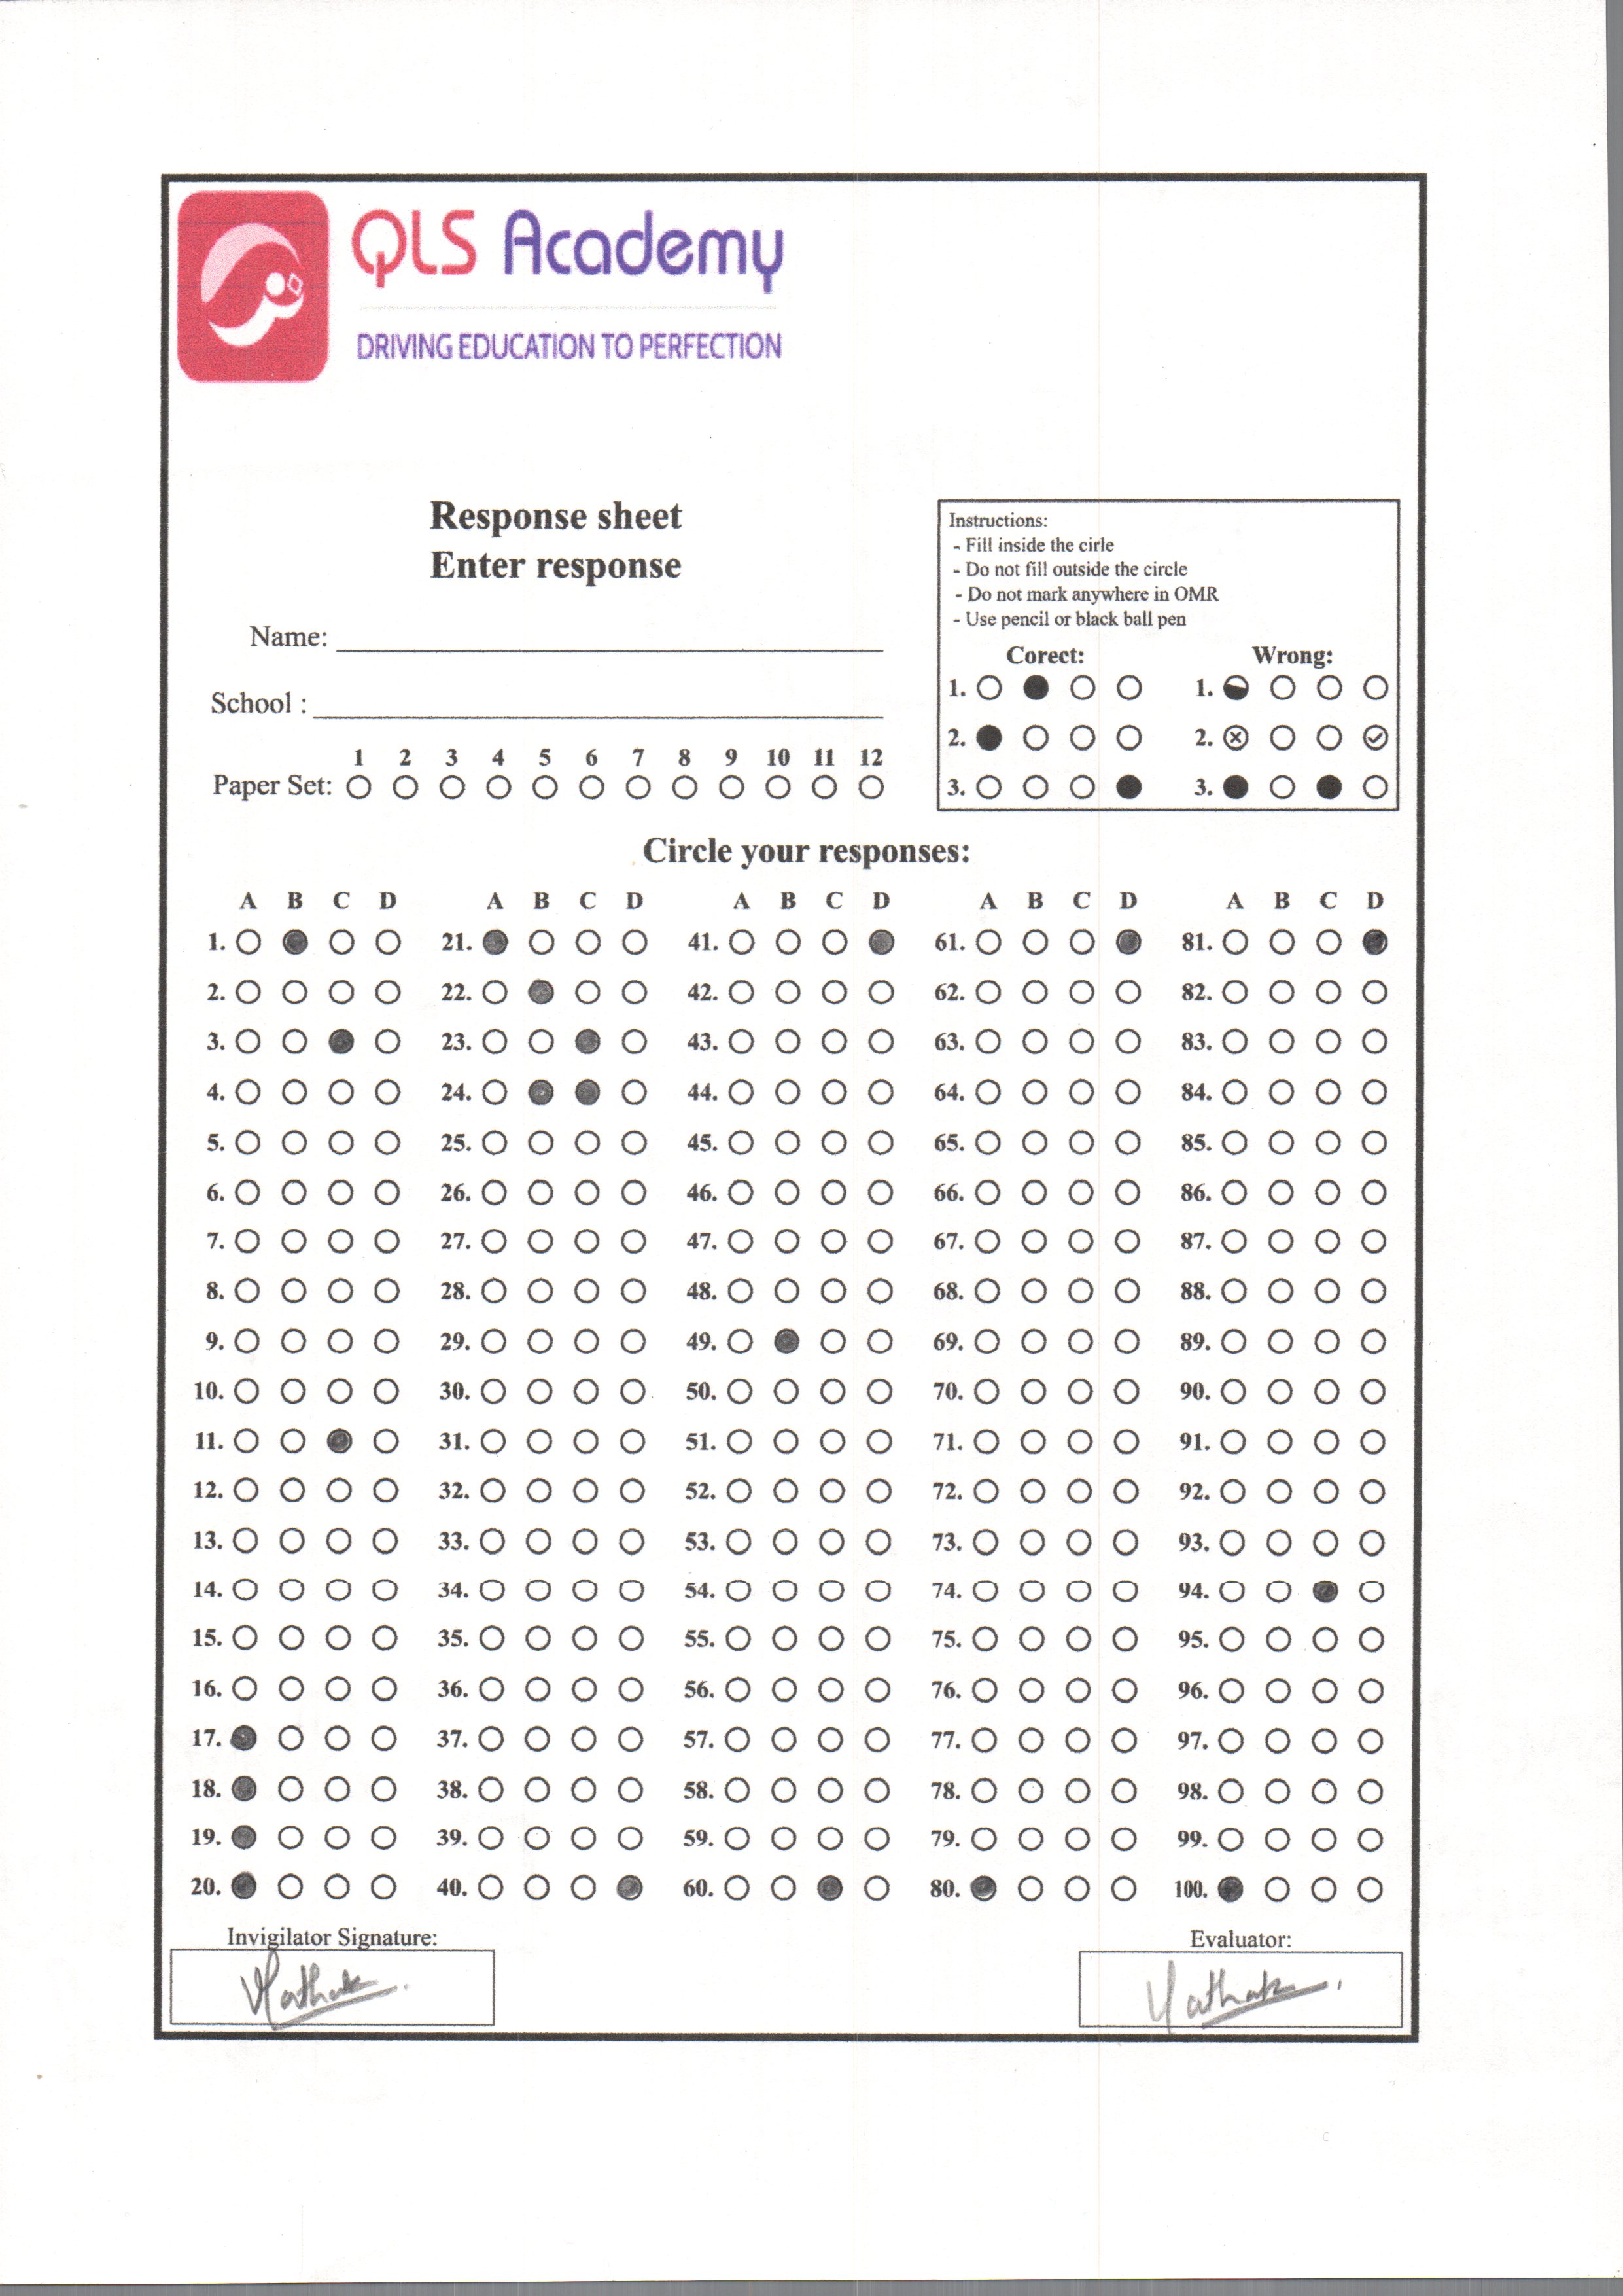 QLS Academy
DRIVING EDUCATION TO PERFECTION
Response sheet
Enter response
Name:
School :
1 2 3 4 5 6 7 8 9 10 11 12
Paper Set:
Instructions:
- Fill inside the cirle
- Do not fill outside the circle
- Do not mark anywhere in OMR
- Use pencil or black ball pen
Corect: Wrong:
1. 1.
2. 2.
3. 3.
Circle your responses:
A B C D A B C D A B C D A B C D A B C D
1. 21. 41. 61. 81.
2. 22. 42. 62. 82.
3. 23. 43. 63. 83.
4. 24. 44. 64. 84.
5. 25. 45. 65. 85.
6. 26. 46. 66. 86.
7. 27. 47. 67. 87.
8. 28. 48. 68. 88.
9. 29. 49. 69. 89.
10. 30. 50. 70. 90.
11. 31. 51. 71. 91.
12. 32. 52. 72. 92.
13. 33. 53. 73. 93.
14. 34. 54. 74. 94.
15. 35. 55. 75. 95.
16. 36. 56. 76. 96.
17. 37. 57. 77. 97.
18. 38. 58. 78. 98.
19. 39. 59. 79. 99.
20. 40. 60. 80. 100.
Invigilator Signature: Evaluator: